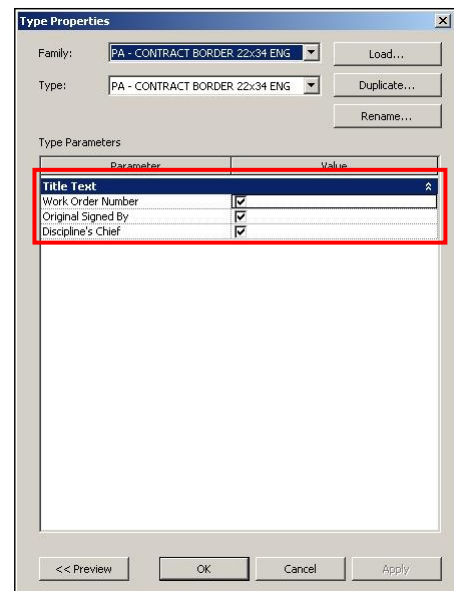 Type Properties
Family: PA - CONTRACT BORDER 22x34 ENG Load...
Type: PA - CONTRACT BORDER 22x34 ENG Duplicate...
Rename...
Type Parameters
Parameter Value
Title Text
Work Order Number
Original Signed By
Discipline's Chief
<< Preview OK Cancel Apply